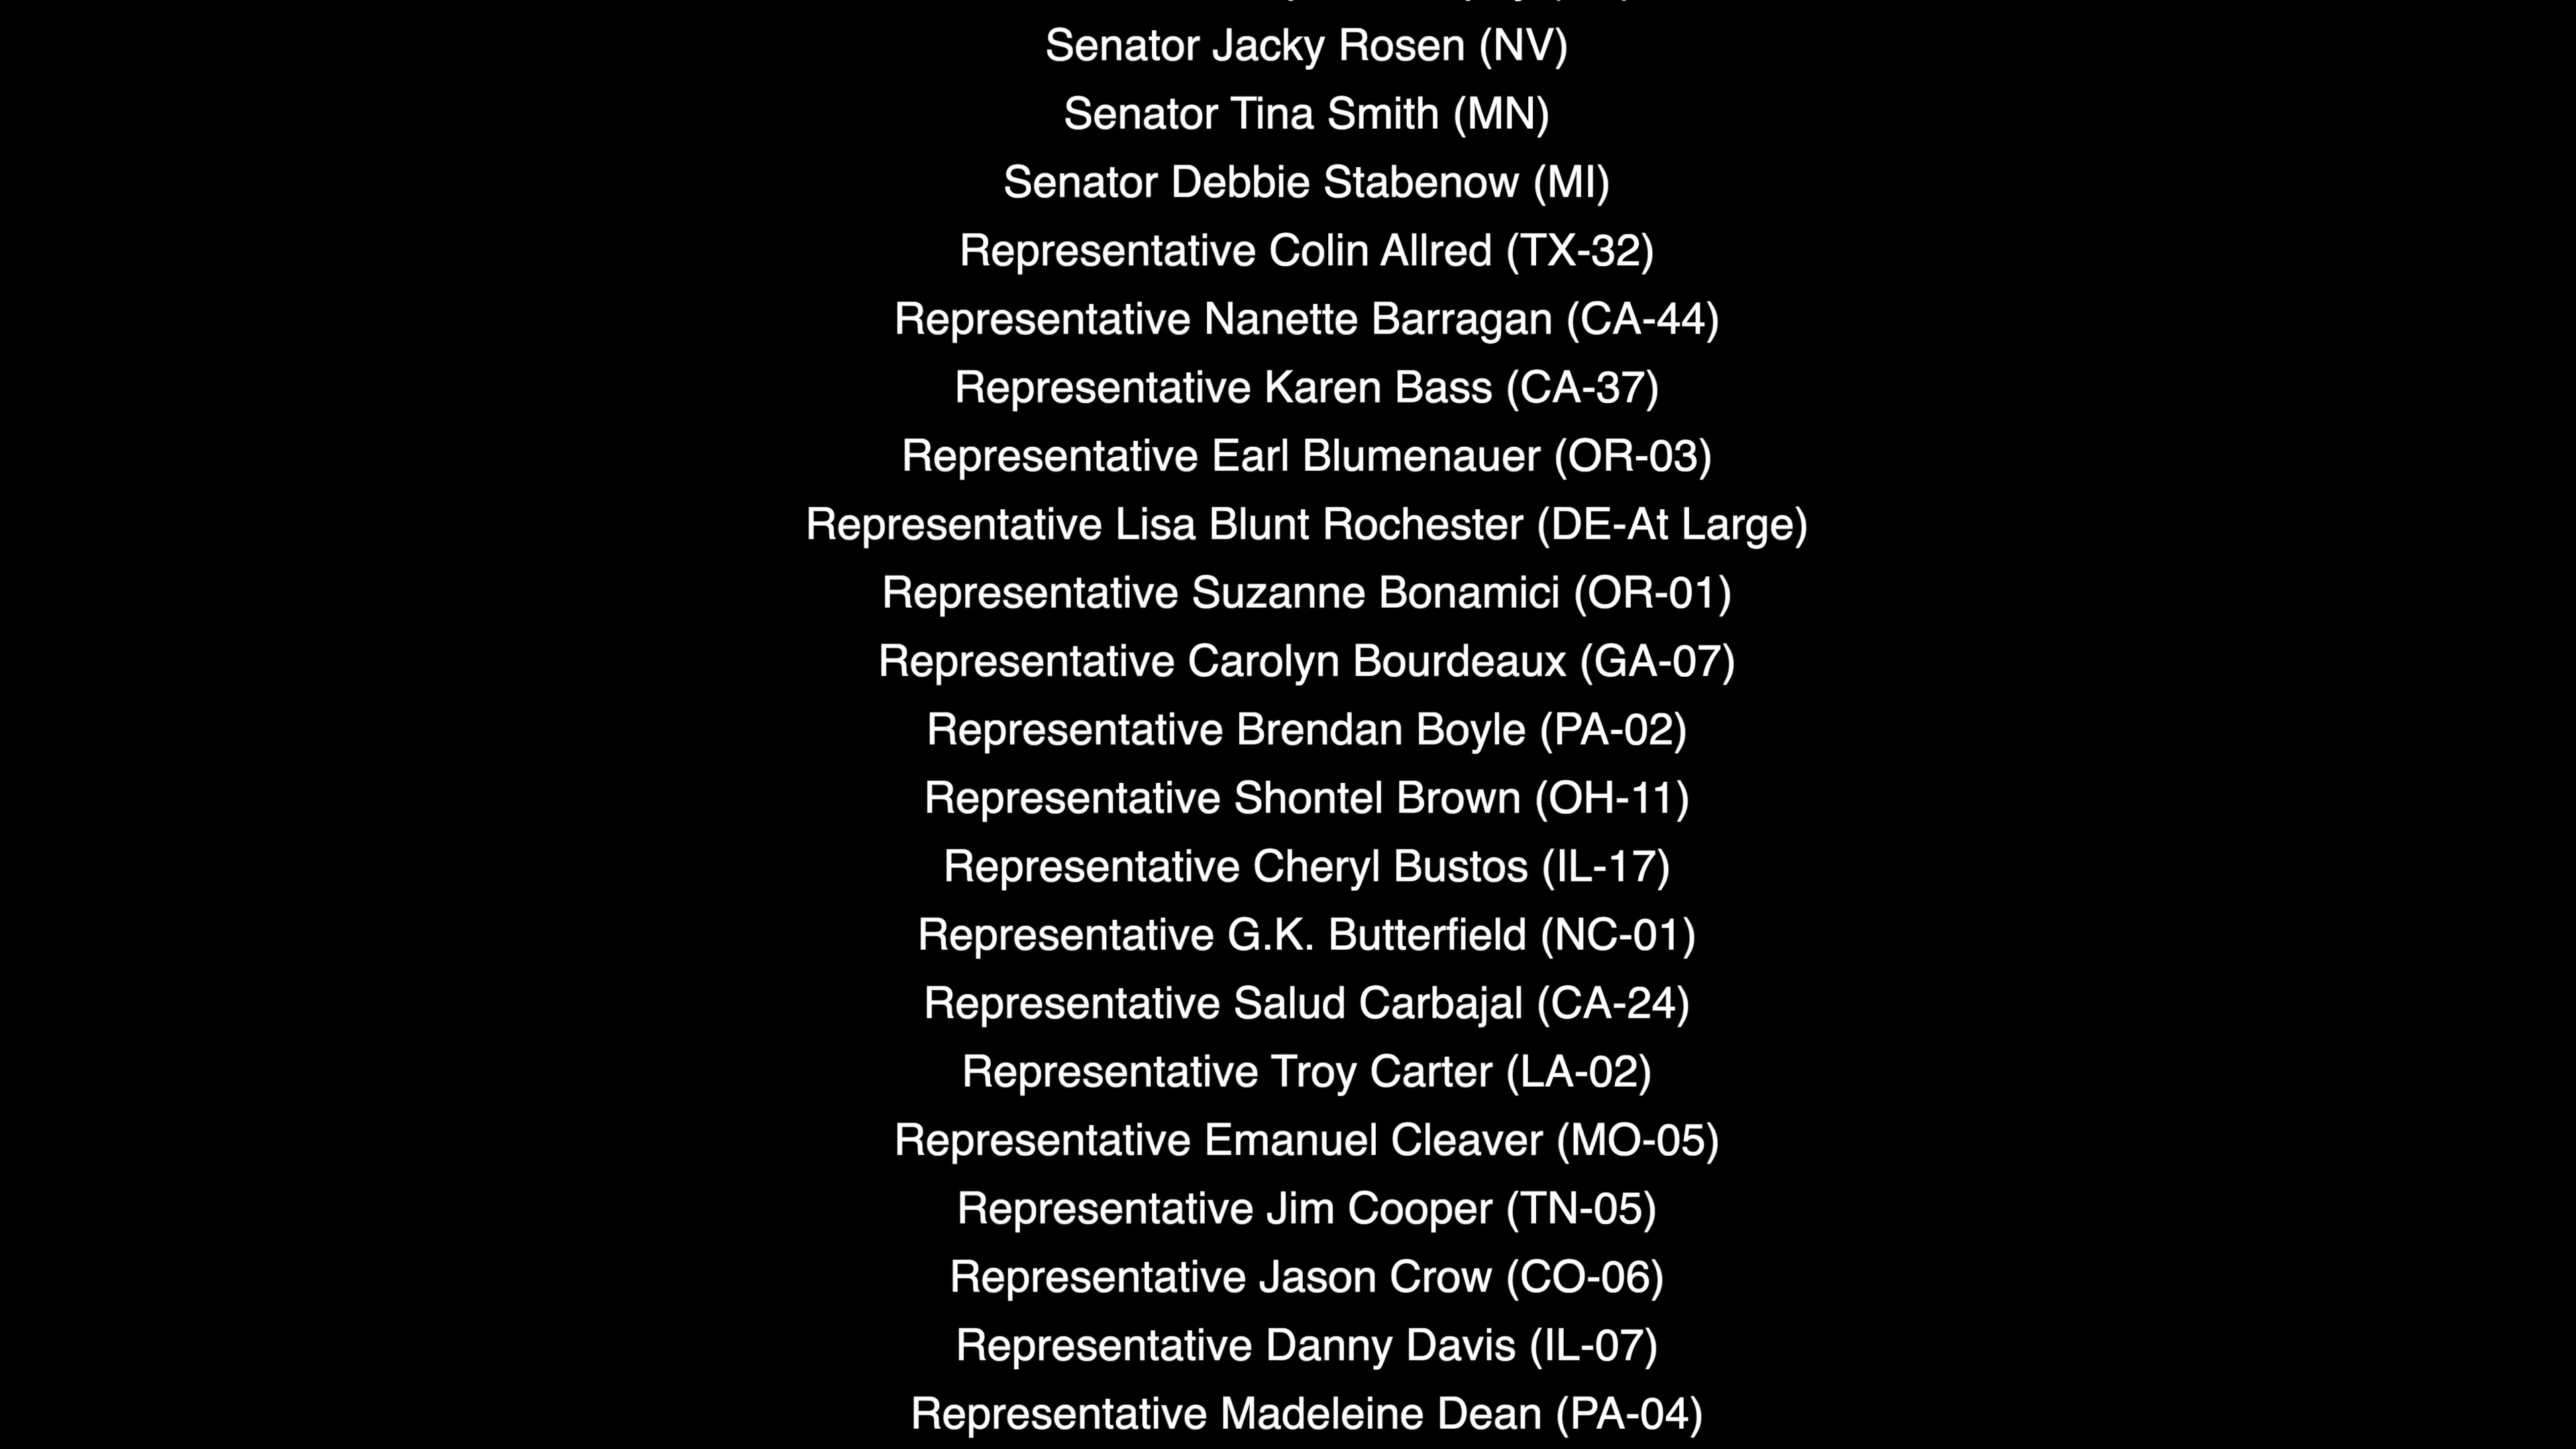 Senator Jacky Rosen (NV)
Senator Tina Smith (MN)
Senator Debbie Stabenow (MI)
Representative Colin Allred (TX-32)
Representative Nanette Barragan (CA-44)
Representative Karen Bass (CA-37)
Representative Earl Blumenauer (OR-03)
Representative Lisa Blunt Rochester (DE-At Large)
Representative Suzanne Bonamici (OR-01)
Representative Carolyn Bourdeaux (GA-07)
Representative Brendan Boyle (PA-02)
Representative Shontel Brown (OH-11)
Representative Cheryl Bustos (IL-17)
Representative G.K. Butterfield (NC-01)
Representative Salud Carbajal (CA-24)
Representative Troy Carter (LA-02)
Representative Emanuel Cleaver (MO-05)
Representative Jim Cooper (TN-05)
Representative Jason Crow (CO-06)
Representative Danny Davis (IL-07)
Representative Madeleine Dean (PA-04)